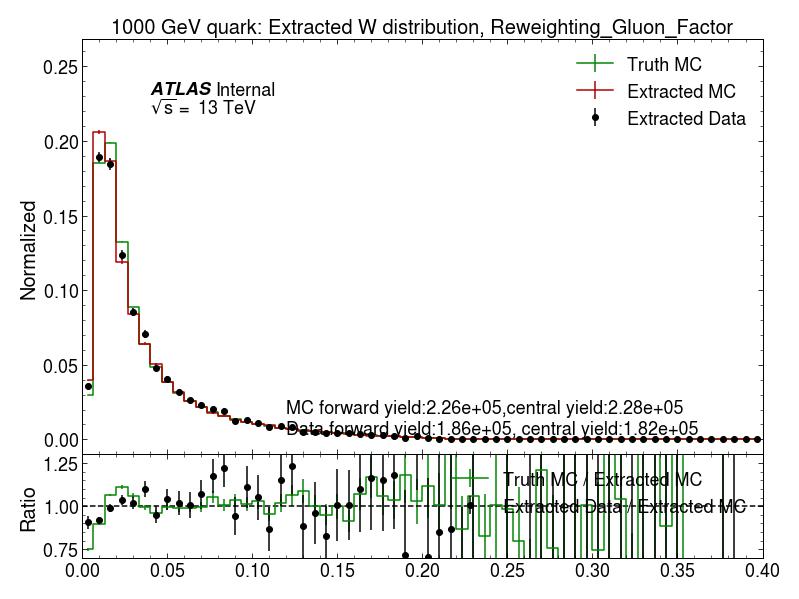 1000 GeV quark: Extracted W distribution, Reweighting_Gluon_Factor
ATLAS Internal
√s = 13 TeV
Truth MC
Extracted MC
Extracted Data
Normalized
0.25
0.20
0.15
0.10
0.05
0.00
MC forward yield:2.26e+05,central yield:2.28e+05
Data forward yield:1.86e+05, central yield:1.82e+05
Ratio
1.25
1.00
0.75
Truth MC / Extracted MC
Extracted Data / Extracted MC
0.00 0.05 0.10 0.15 0.20 0.25 0.30 0.35 0.40